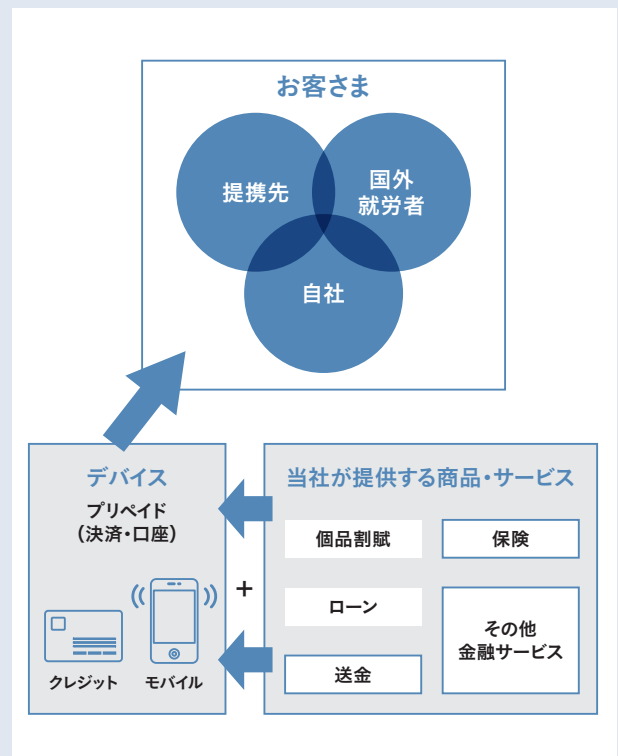 お客さま
提携先
国外
就労者
自社
デバイス
プリペイド
（決済・口座）
クレジット
モバイル
+
当社が提供する商品・サービス
個品割賦
保険
ローン
その他
金融サービス
送金